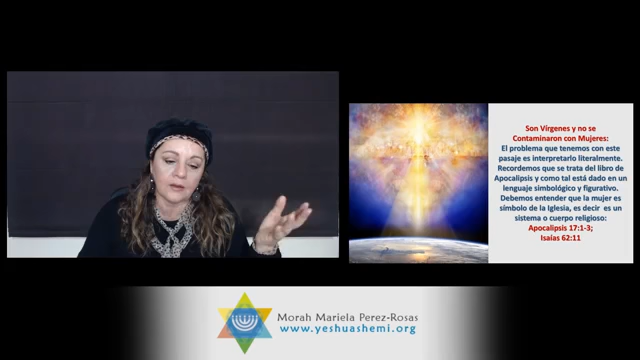 Son Vírgenes y no se
Contaminaron con Mujeres:
El problema que tenemos con este
pasaje es interpretarlo literalmente.
Recordemos que se trata del libro de
Apocalipsis y como tal está dado en un
lenguaje simbológico y figurativo.
Debemos entender que la mujer es
símbolo de la Iglesia, es decir es un
sistema o cuerpo religioso:
Apocalipsis 17:1-3;
Isaías 62:11
Morah Mariela Perez-Rosas
www.yeshuashemi.org